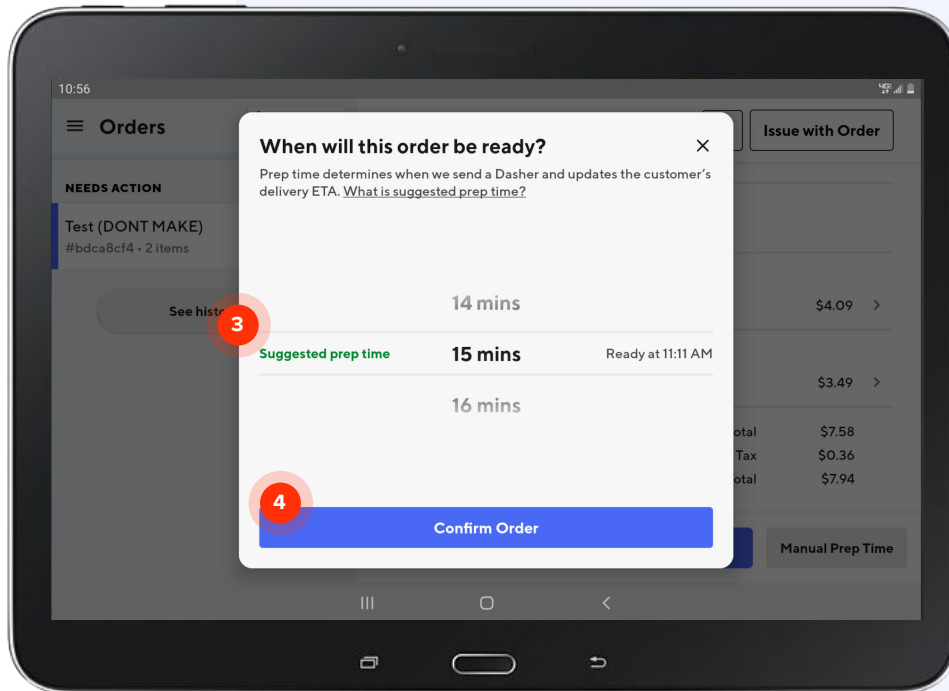 10:56
Orders
Issue with Order
When will this order be ready?
Prep time determines when we send a Dasher and updates the customer's
delivery ETA. What is suggested prep time?
NEEDS ACTION
Test (DONT MAKE)
#bdca8cf4 • 2 items
See histo
14 mins
$4.09
3
Suggested prep time 15 mins Ready at 11:11 AM
$3.49
16 mins
otal $7.58
Tax $0.36
otal $7.94
4
Confirm Order
Manual Prep Time